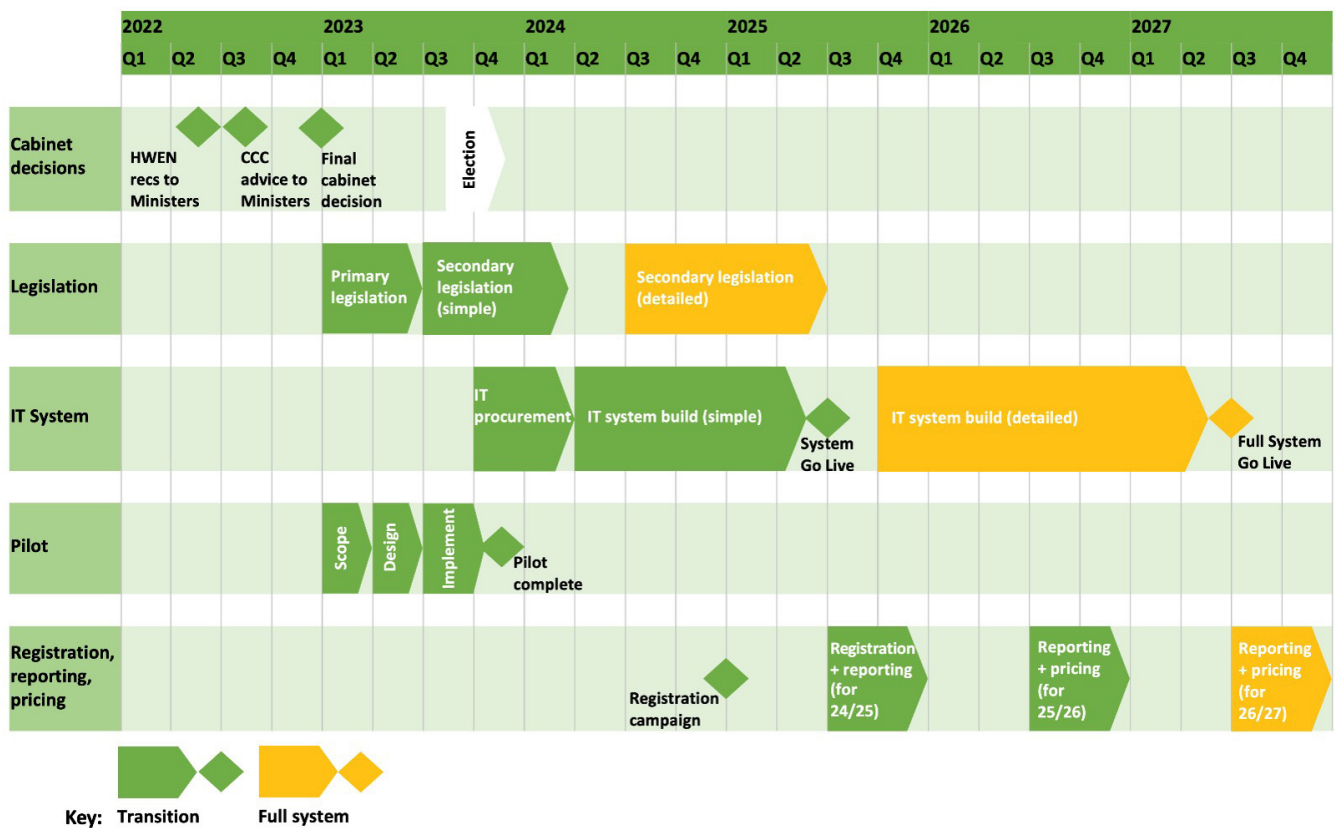 2022 2023 2024 2025 2026 2027
Q1 Q2 Q3 Q4 Q1 Q2 Q3 Q4 Q1 Q2 Q3 Q4 Q1 Q2 Q3 Q4 Q1 Q2 Q3 Q4 Q1 Q2 Q3 Q4
Cabinet
decisions
HWEN
recs to
Ministers
CCC
advice to
Ministers
Final
cabinet
decision
Election
Legislation
Primary
legislation
Secondary
legislation
(simple)
Secondary legislation
(detailed)
IT System
IT
procurement
IT system build (simple)
System
Go Live
IT system build (detailed)
Full System
Go Live
Pilot
Scope
Design
Implement
Pilot
complete
Registration,
reporting,
pricing
Registration
campaign
Registration
+ reporting
(for
24/25)
Reporting
+ pricing
(for
25/26)
Reporting
+ pricing
(for
26/27)
Key: Transition Full system